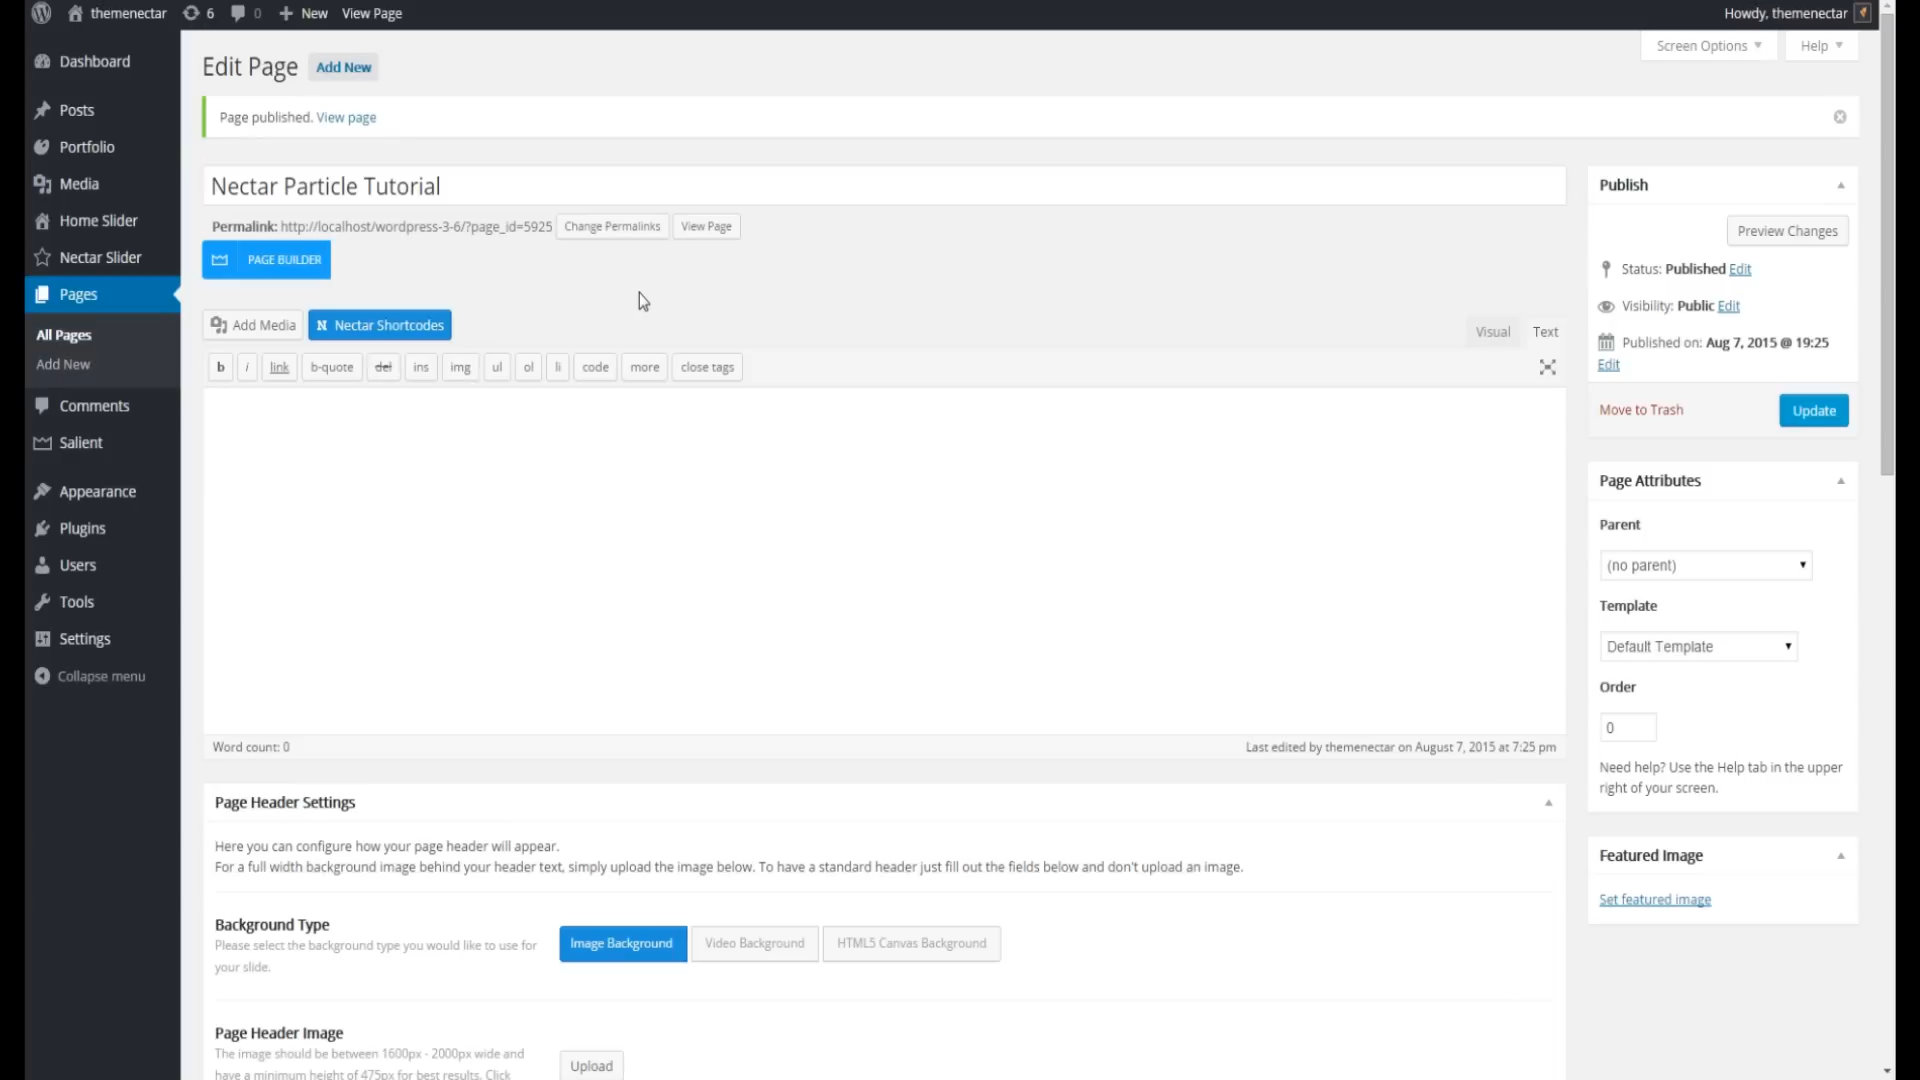 themenectar 6 0 New View Page Howdy, themenectar
Screen Options Help
Dashboard
Posts
Portfolio
Media
Home Slider
Nectar Slider
Pages
All Pages
Add New
Comments
Salient
Appearance
Plugins
Users
Tools
Settings
Collapse menu
Edit Page Add New
Page published. View page
Nectar Particle Tutorial
Permalink: http://localhost/wordpress-3-6/?page_id=5925 Change Permalinks View Page
PAGE BUILDER
Add Media N Nectar Shortcodes
Visual Text
b i link b-quote del ins img ul ol li code more close tags
Word count: 0 Last edited by themenectar on August 7, 2015 at 7:25 pm
Page Header Settings
Here you can configure how your page header will appear.
For a full width background image behind your header text, simply upload the image below. To have a standard header just fill out the fields below and don't upload an image.
Background Type
Please select the background type you would like to use for
your slide.
Image Background Video Background HTML5 Canvas Background
Page Header Image
The image should be between 1600px - 2000px wide and
have a minimum height of 475px for best results. Click
Upload
Publish
Preview Changes
Status: Published Edit
Visibility: Public Edit
Published on: Aug 7, 2015 @ 19:25
Edit
Move to Trash Update
Page Attributes
Parent
(no parent)
Template
Default Template
Order
0
Need help? Use the Help tab in the upper
right of your screen.
Featured Image
Set featured image